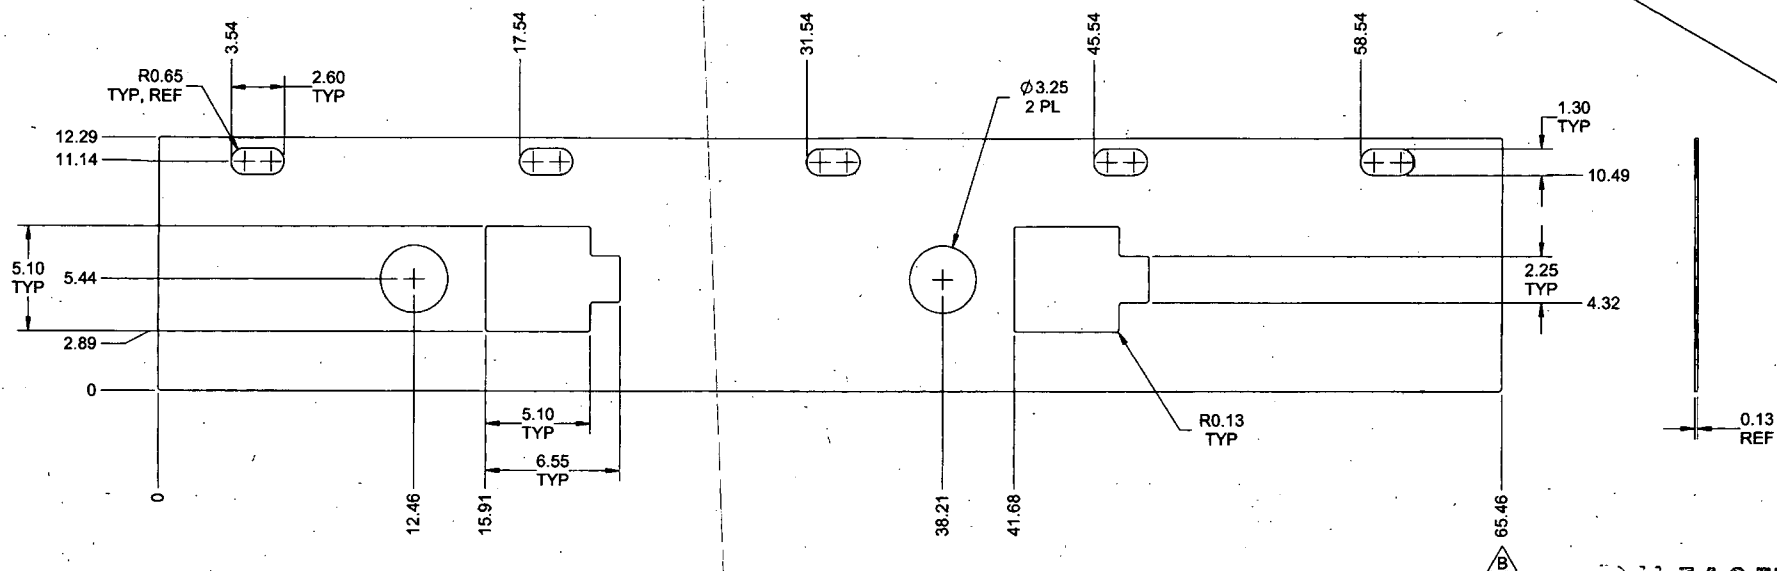 3.54
17.54
31.54
45.54
58.54
R0.65
TYP, REF
2.60
TYP
Ø3.25
2 PL
1.30
TYP
12.29
11.14
10.49
5.10
TYP
5.44
2.25
TYP
4.32
2.89
0
5.10
TYP
R0.13
TYP
0.13
REF
6.55
TYP
0
12.46
15.91
38.21
41.68
65.46
B